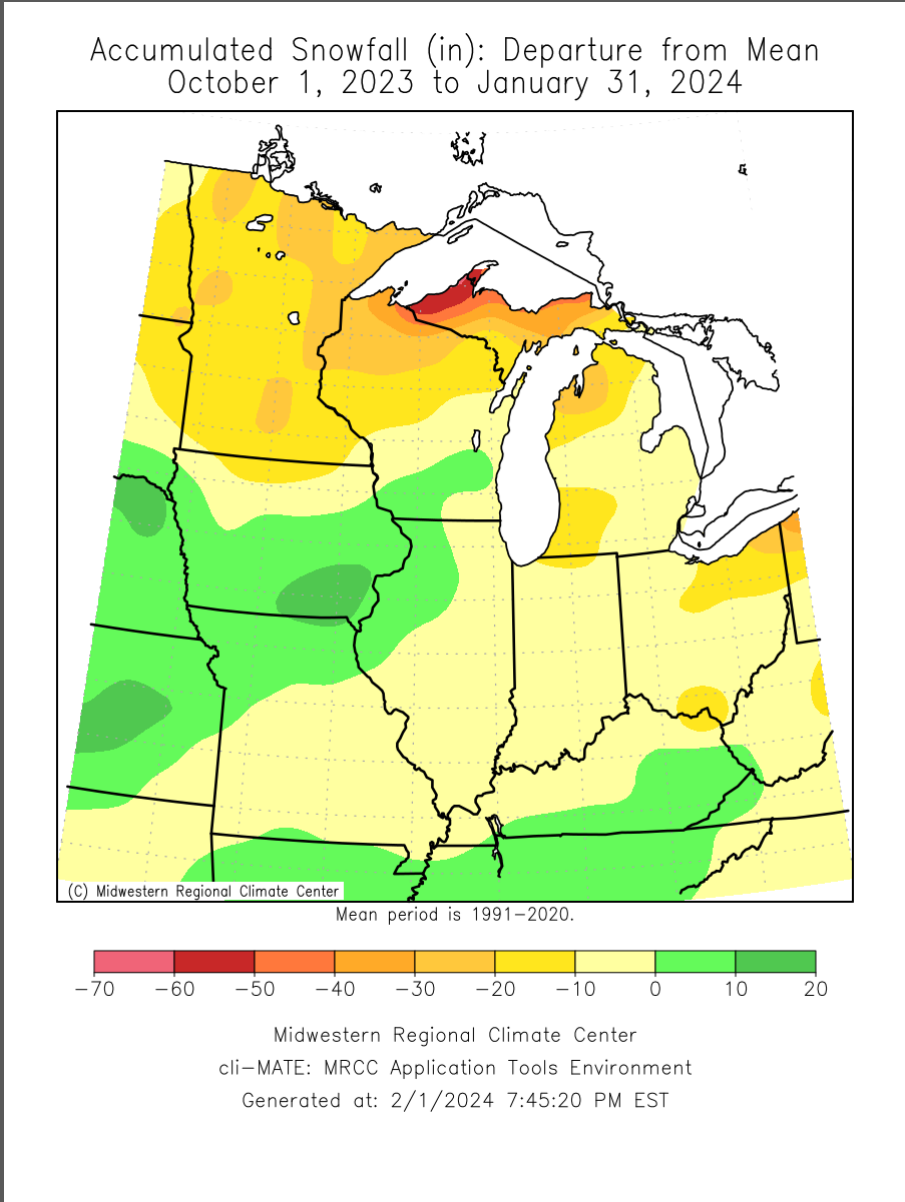 Accumulated Snowfall (in): Departure from Mean
October 1, 2023 to January 31, 2024
(C) Midwestern Regional Climate Center
Mean period is 1991-2020.
-70 -60 -50 -40 -30 -20 -10 0 10 20
Midwestern Regional Climate Center
cli-MATE: MRCC Application Tools Environment
Generated at: 2/1/2024 7:45:20 PM EST